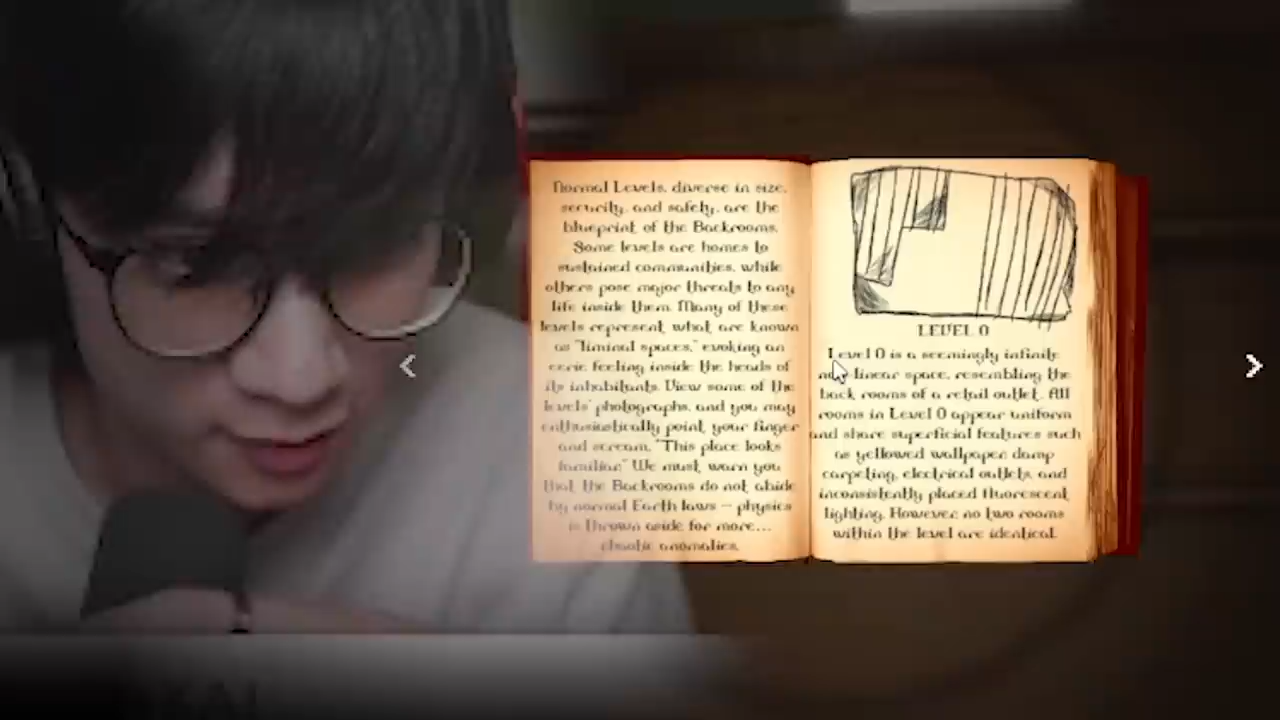 Normal Levels, diverse in size,
security, and safety, are the
blueprint of the Backrooms.
Some levels are homes to
sustained communities, while
others pose major threats to any
life inside them. Many of these
levels represent what are known
as "liminal spaces," evoking an
eerie feeling inside the heads of
its inhabitants. View some of the
levels' photographs, and you may
enthusiastically point your finger
and scream, "This place looks
familiar!" We must warn you
that the Backrooms do not abide
by normal Earth laws — physics
is thrown aside for more...
chaotic anomalies.
LEVEL 0
Level 0 is a seemingly infinite
non-linear space, resembling the
back rooms of a retail outlet. All
rooms in Level 0 appear uniform
and share superficial features such
as yellowed wallpaper, damp
carpeting, electrical outlets, and
inconsistently placed fluorescent
lighting. However, no two rooms
within the level are identical.